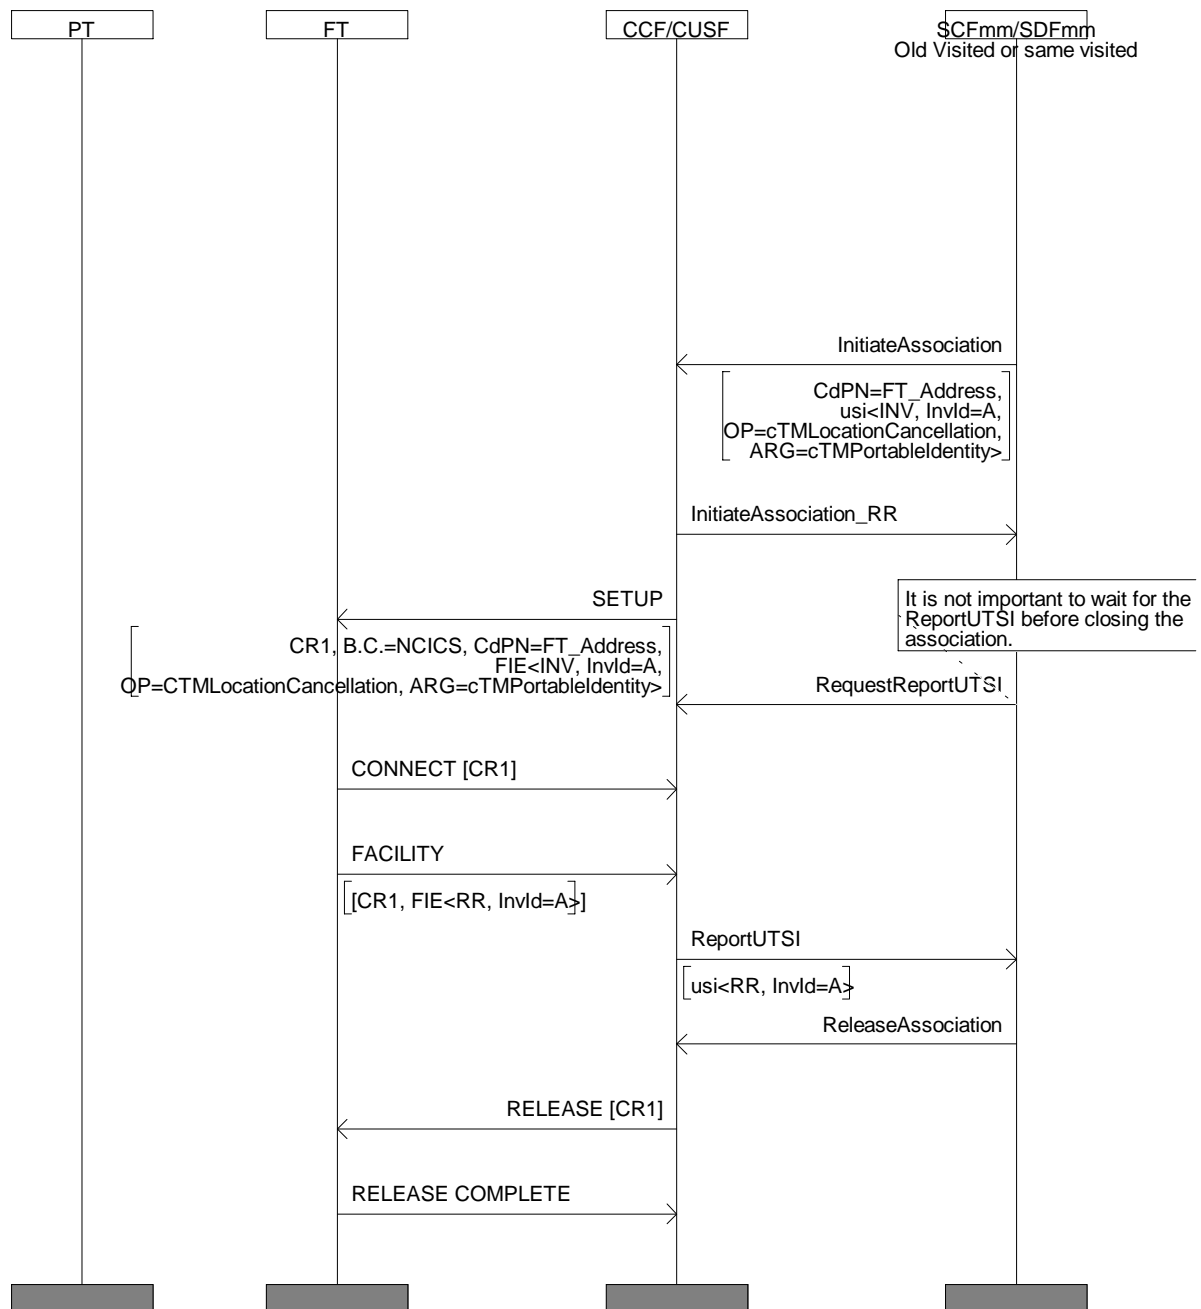 PT
FT
CCF/CUSF
SCFmm/SDFmm
Old Visited or same visited
InitiateAssociation
CdPN=FT_Address,
usi<INV, InvId=A,
OP=cTMLocationCancellation,
ARG=cTMPortableIdentity>
InitiateAssociation_RR
SETUP
CR1, B.C.=NCICS, CdPN=FT_Address,
FIE<INV, InvId=A,
OP=CTMLocationCancellation, ARG=cTMPortableIdentity>
It is not important to wait for the
ReportUTSI before closing the
association.
RequestReportUTSI
CONNECT [CR1]
FACILITY
[CR1, FIE<RR, InvId=A>]
ReportUTSI
usi<RR, InvId=A>
ReleaseAssociation
RELEASE [CR1]
RELEASE COMPLETE